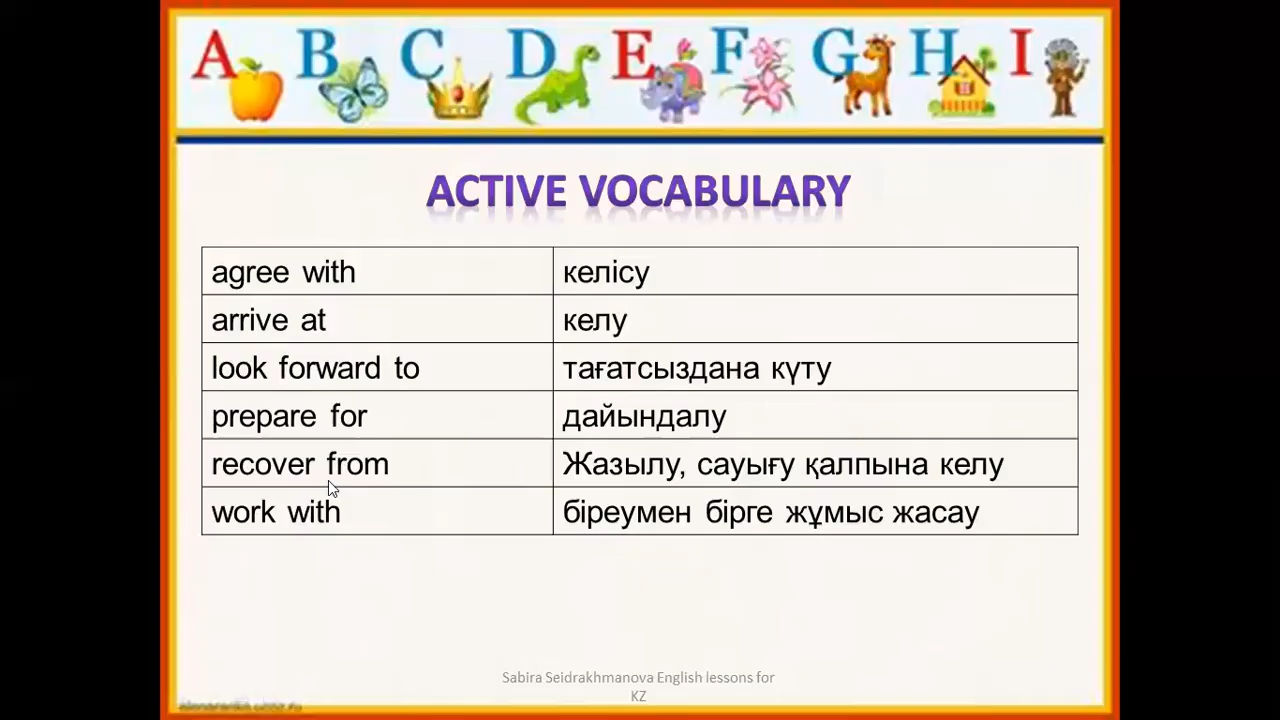 A B C D E F G H I
ACTIVE VOCABULARY
agree with келісу
arrive at келу
look forward to тағатсыздана күту
prepare for дайындалу
recover from Жазылу, сауығу қалпына келу
work with біреумен бірге жұмыс жасау
Sabira Seidrakhmanova English lessons for
KZ